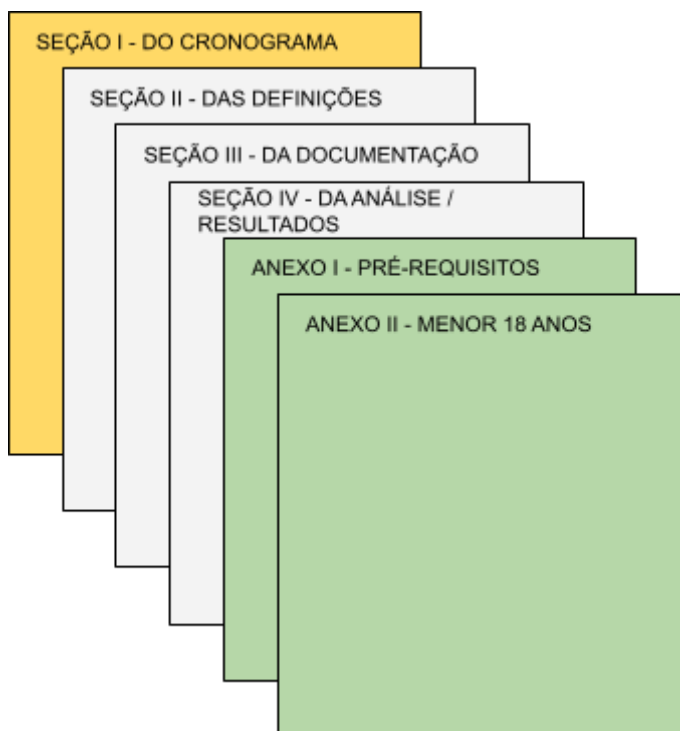 SEÇÃO I - DO CRONOGRAMA
SEÇÃO II - DAS DEFINIÇÕES
SEÇÃO III - DA DOCUMENTAÇÃO
SEÇÃO IV - DA ANÁLISE /
RESULTADOS
ANEXO I - PRÉ-REQUISITOS
ANEXO II - MENOR 18 ANOS